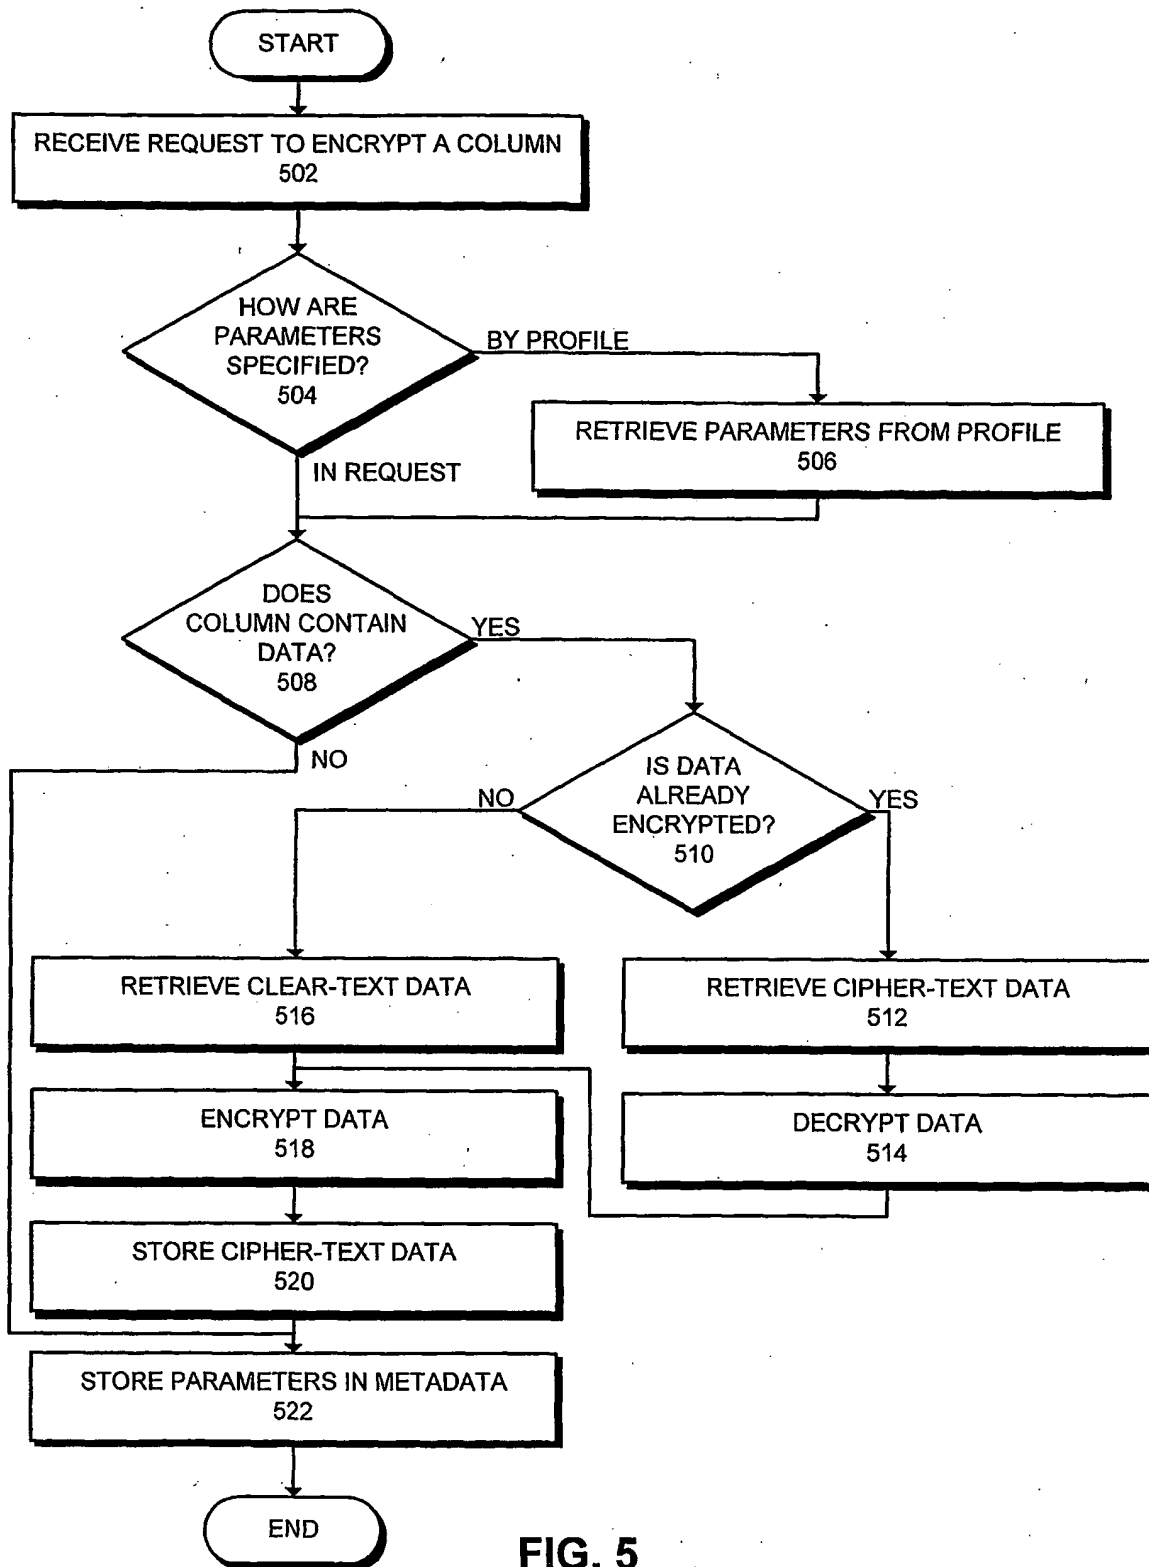 START
RECEIVE REQUEST TO ENCRYPT A COLUMN
502
HOW ARE
PARAMETERS
SPECIFIED?
504
BY PROFILE
RETRIEVE PARAMETERS FROM PROFILE
506
IN REQUEST
DOES
COLUMN CONTAIN
DATA?
508
YES
NO
IS DATA
ALREADY
ENCRYPTED?
510
NO
YES
RETRIEVE CLEAR-TEXT DATA
516
RETRIEVE CIPHER-TEXT DATA
512
ENCRYPT DATA
518
DECRYPT DATA
514
STORE CIPHER-TEXT DATA
520
STORE PARAMETERS IN METADATA
522
END
FIG. 5